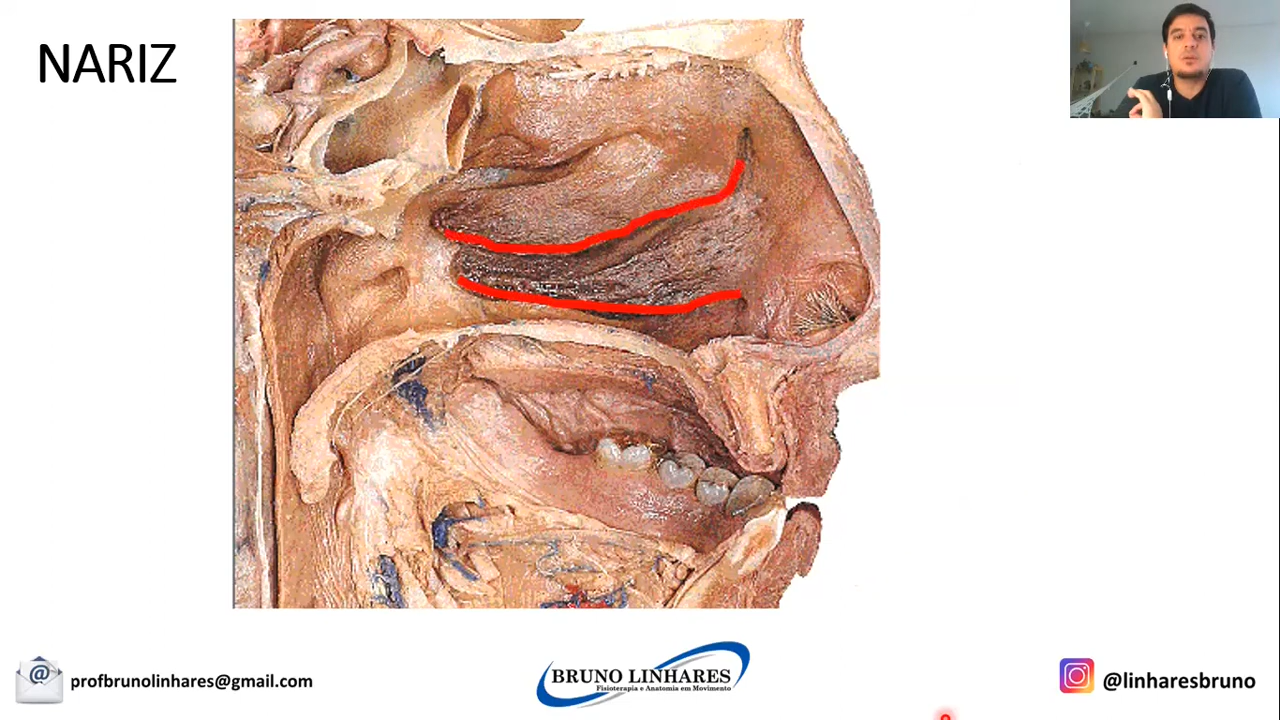 NARIZ
profbrunolinhares@gmail.com
BRUNO LINHARES
Fisioterapia e Anatomia em Movimento
@linharesbruno